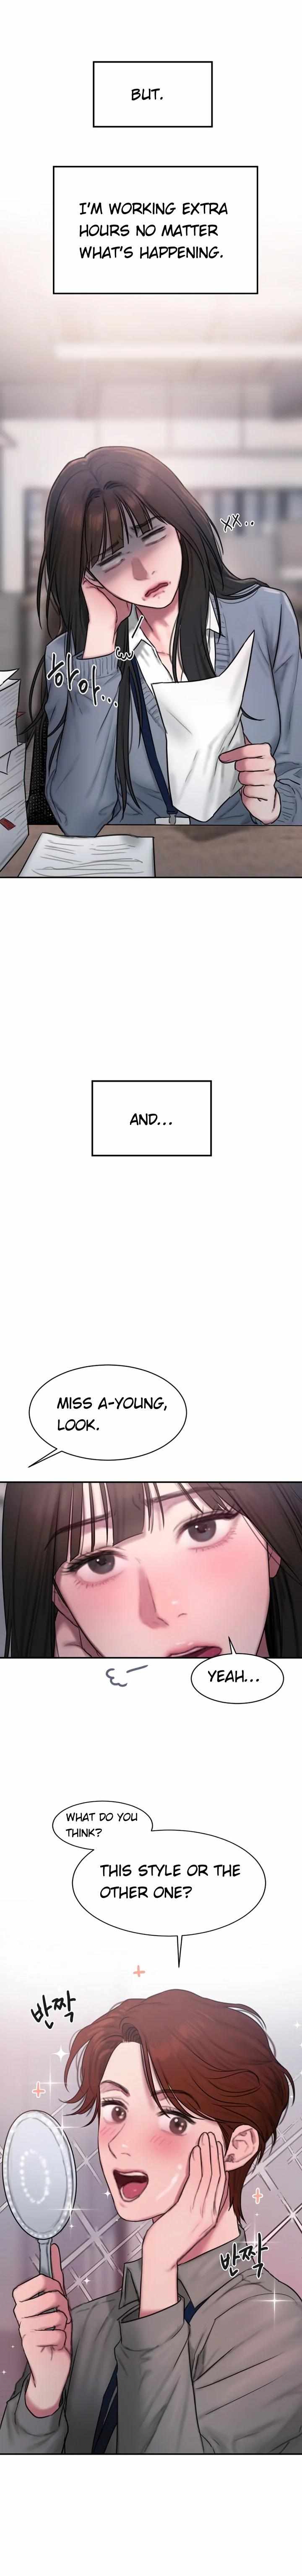 BUT.
I'M WORKING EXTRA
HOURS NO MATTER
WHAT'S HAPPENING.
XX..
하아...
AND...
MISS A-YOUNG,
LOOK.
YEAH...
WHAT DO YOU
THINK?
THIS STYLE OR THE
OTHER ONE?
반짝
반짝